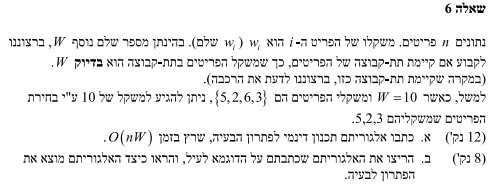 שאלה 6
נתונים n פריטים. משקלו של הפריט ה-i הוא w_i (w_i שלם). בהינתן מספר שלם נוסף W, ברצוננו
לקבוע אם קיימת תת-קבוצה של הפריטים, כך שמשקל הפריטים בתת-קבוצה הוא בדיוק W.
(במקרה שקיימת תת-קבוצה כזו, ברצוננו לדעת את הרכבה).
למשל, כאשר W = 10 ומשקלי הפריטים הם {5,2,6,3}, ניתן להגיע למשקל של 10 ע"י בחירת
הפריטים שמשקליהם 5,2,3.
(12 נק') א. כתבו אלגוריתם תכנון דינמי לפתרון הבעיה, שרץ בזמן O(nW).
(8 נק') ב. הריצו את האלגוריתם שכתבתם על הדוגמא לעיל, והראו כיצד האלגוריתם מוצא את
הפתרון לבעיה.